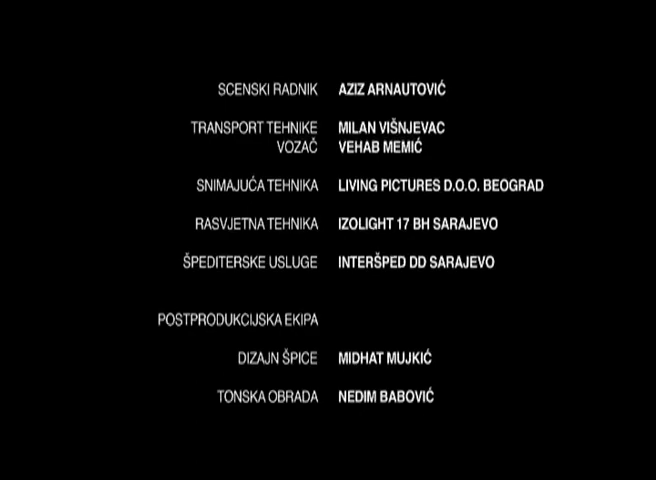 SCENSKI RADNIK AZIZ ARNAUTOVIĆ
TRANSPORT TEHNIKE MILAN VIŠNJEVAC
VOZAČ VEHAB MEMIĆ
SNIMAJUĆA TEHNIKA LIVING PICTURES D.O.O. BEOGRAD
RASVJETNA TEHNIKA IZOLIGHT 17 BH SARAJEVO
ŠPEDITERSKE USLUGE INTERŠPED DD SARAJEVO
POSTPRODUKCIJSKA EKIPA
DIZAJN ŠPICE MIDHAT MUJKIĆ
TONSKA OBRADA NEDIM BABOVIĆ